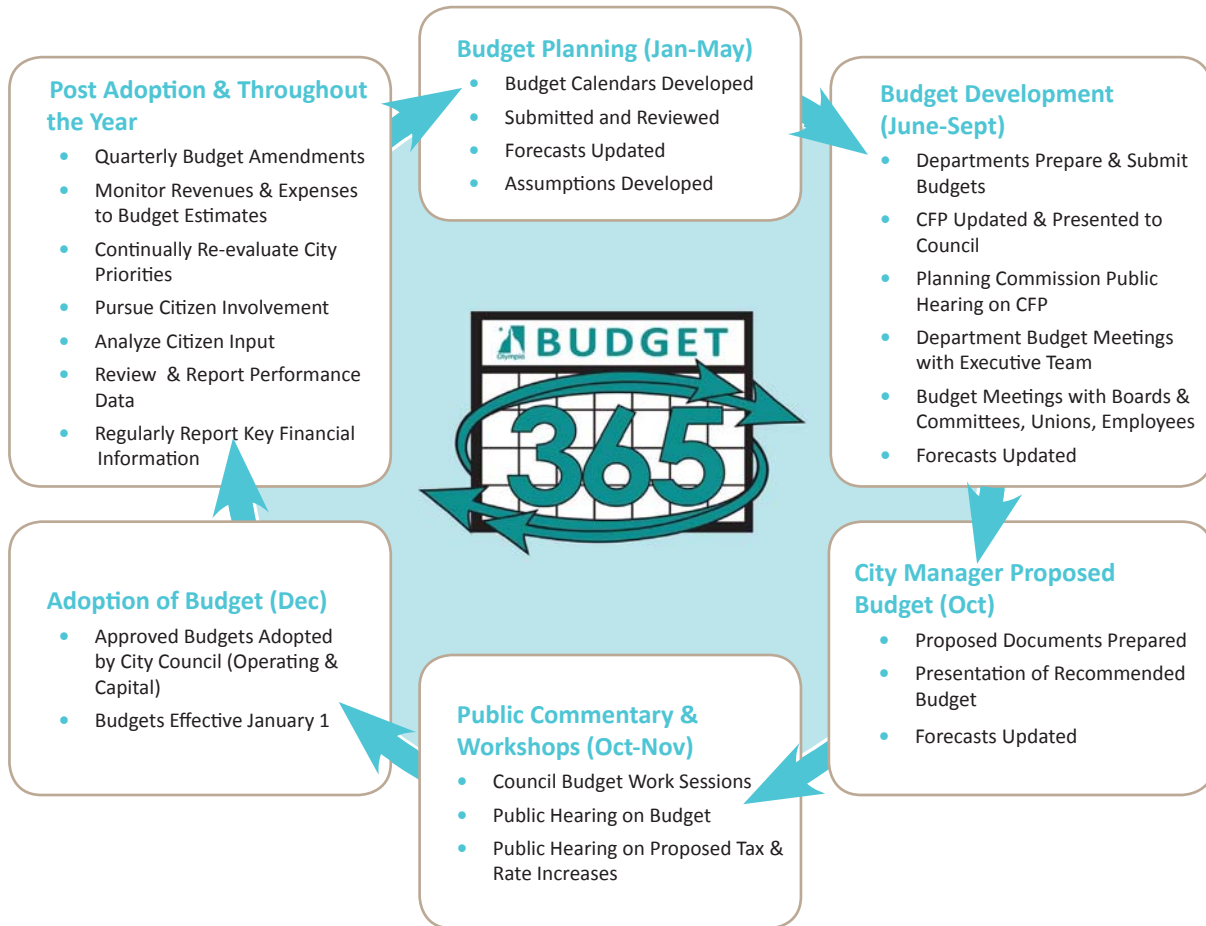 Budget Planning (Jan-May)
• Budget Calendars Developed
• Submitted and Reviewed
• Forecasts Updated
• Assumptions Developed
Budget Development
(June-Sept)
• Departments Prepare & Submit
Budgets
• CFP Updated & Presented to
Council
• Planning Commission Public
Hearing on CFP
• Department Budget Meetings
with Executive Team
• Budget Meetings with Boards &
Committees, Unions, Employees
• Forecasts Updated
City Manager Proposed
Budget (Oct)
• Proposed Documents Prepared
• Presentation of Recommended
Budget
• Forecasts Updated
Public Commentary &
Workshops (Oct-Nov)
• Council Budget Work Sessions
• Public Hearing on Budget
• Public Hearing on Proposed Tax &
Rate Increases
Adoption of Budget (Dec)
• Approved Budgets Adopted
by City Council (Operating &
Capital)
• Budgets Effective January 1
Post Adoption & Throughout
the Year
• Quarterly Budget Amendments
• Monitor Revenues & Expenses
to Budget Estimates
• Continually Re-evaluate City
Priorities
• Pursue Citizen Involvement
• Analyze Citizen Input
• Review & Report Performance
Data
• Regularly Report Key Financial
Information
Olympia
BUDGET
365